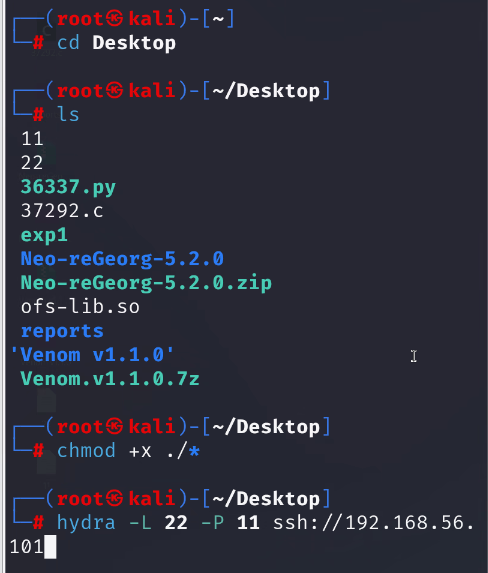 ┌──(root㉿kali)-[~]
└─# cd Desktop
┌──(root㉿kali)-[~/Desktop]
└─# ls
11
22
36337.py
37292.c
exp1
Neo-reGeorg-5.2.0
Neo-reGeorg-5.2.0.zip
ofs-lib.so
reports
'Venom v1.1.0'
Venom.v1.1.0.7z
┌──(root㉿kali)-[~/Desktop]
└─# chmod +x ./*
┌──(root㉿kali)-[~/Desktop]
└─# hydra -L 22 -P 11 ssh://192.168.56.
101